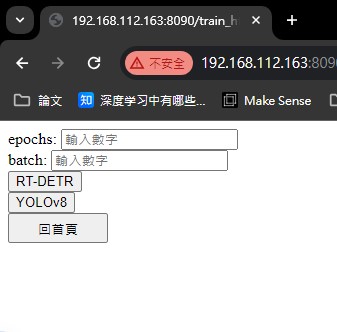 192.168.112.163:8090/train_h
不安全
192.168.112.163:8090
論文
知 深度学习中有哪些...
Make Sense
epochs: 輸入數字
batch: 輸入數字
RT-DETR
YOLOv8
回首頁